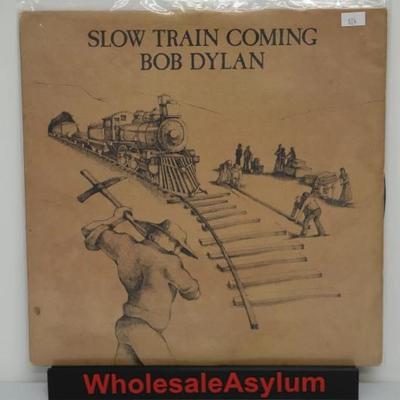 SLOW TRAIN COMING
BOB DYLAN
WholesaleAsylum